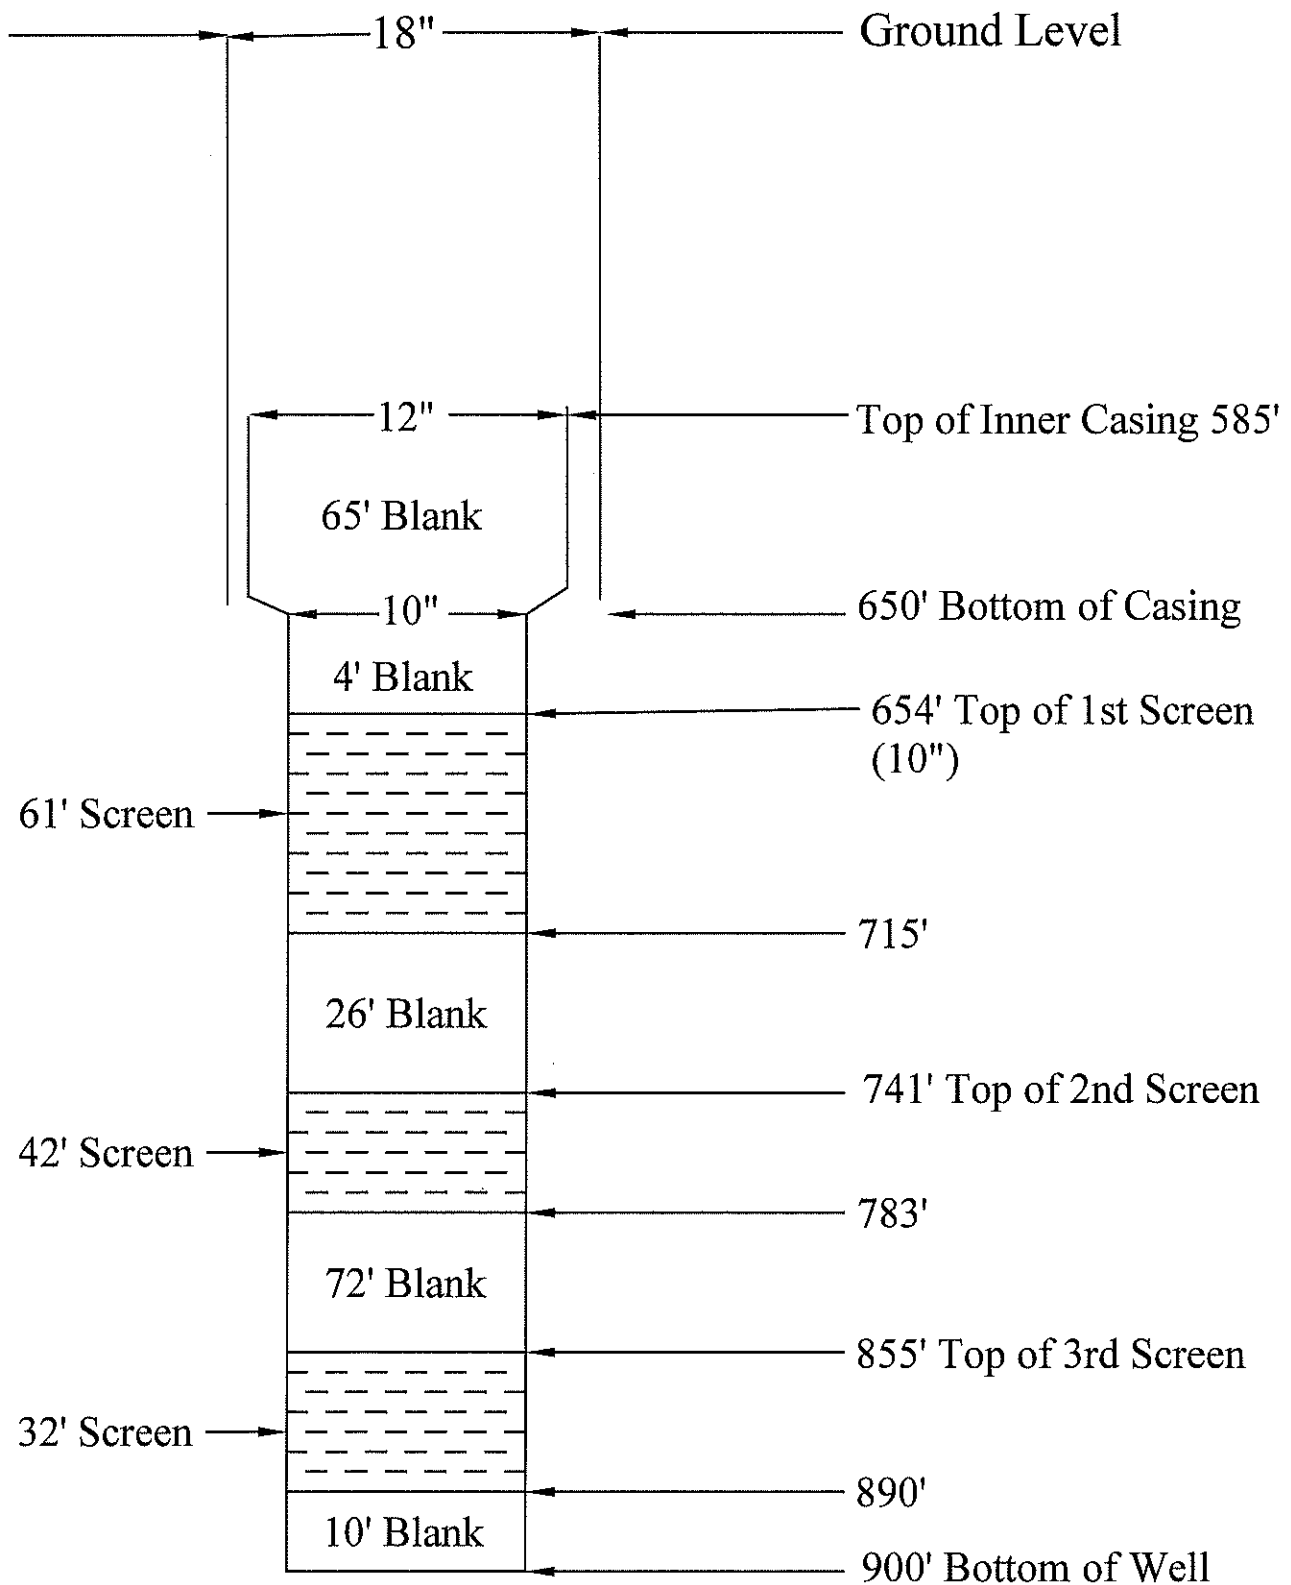 18" Ground Level
12" Top of Inner Casing 585'
65' Blank
10" 650' Bottom of Casing
4' Blank
654' Top of 1st Screen
(10")
61' Screen
715'
26' Blank
741' Top of 2nd Screen
42' Screen
783'
72' Blank
855' Top of 3rd Screen
32' Screen
890'
10' Blank
900' Bottom of Well